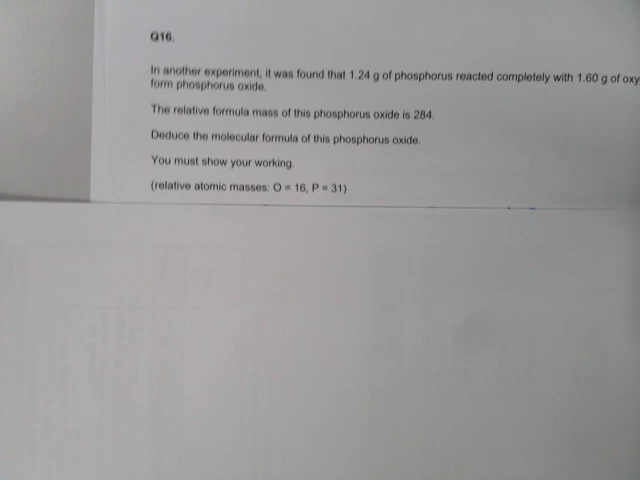 Q16.
In another experiment, it was found that 1.24 g of phosphorus reacted completely with 1.60 g of oxy
form phosphorus oxide.
The relative formula mass of this phosphorus oxide is 284.
Deduce the molecular formula of this phosphorus oxide.
You must show your working.
(relative atomic masses: O = 16, P = 31)